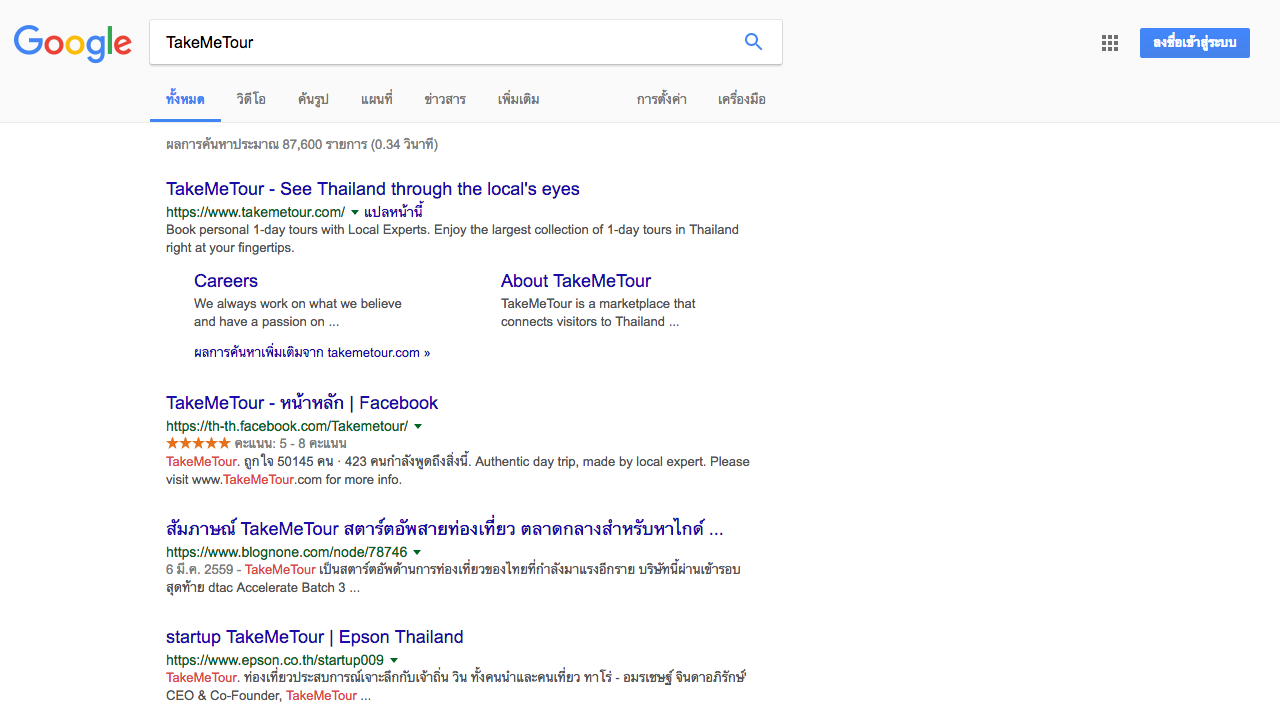 Google
TakeMeTour
ลงชื่อเข้าสู่ระบบ
ทั้งหมด วิดีโอ ค้นรูป แผนที่ ข่าวสาร เพิ่มเติม การตั้งค่า เครื่องมือ
ผลการค้นหาประมาณ 87,600 รายการ (0.34 วินาที)
TakeMeTour - See Thailand through the local's eyes
https://www.takemetour.com/ แปลหน้านี้
Book personal 1-day tours with Local Experts. Enjoy the largest collection of 1-day tours in Thailand
right at your fingertips.
Careers
We always work on what we believe
and have a passion on ...
About TakeMeTour
TakeMeTour is a marketplace that
connects visitors to Thailand ...
ผลการค้นหาเพิ่มเติมจาก takemetour.com »
TakeMeTour - หน้าหลัก | Facebook
https://th-th.facebook.com/Takemetour/
คะแนน: 5 - 8 คะแนน
TakeMeTour. ถูกใจ 50145 คน · 423 คนกำลังพูดถึงสิ่งนี้. Authentic day trip, made by local expert. Please
visit www.TakeMeTour.com for more info.
สัมภาษณ์ TakeMeTour สตาร์ตอัพสายท่องเที่ยว ตลาดกลางสำหรับหาไกด์ ...
https://www.blognone.com/node/78746
6 มี.ค. 2559 - TakeMeTour เป็นสตาร์ตอัพด้านการท่องเที่ยวของไทยที่กำลังมาแรงอีกราย บริษัทนี้ผ่านเข้ารอบ
สุดท้าย dtac Accelerate Batch 3 ...
startup TakeMeTour | Epson Thailand
https://www.epson.co.th/startup009
TakeMeTour. ท่องเที่ยวประสบการณ์เจาะลึกกับเจ้าถิ่น วิน ทั้งคนนำและคนเที่ยว ทาโร่ - อมรเชษฐ์ จินดาอภิรักษ์
CEO & Co-Founder, TakeMeTour ...